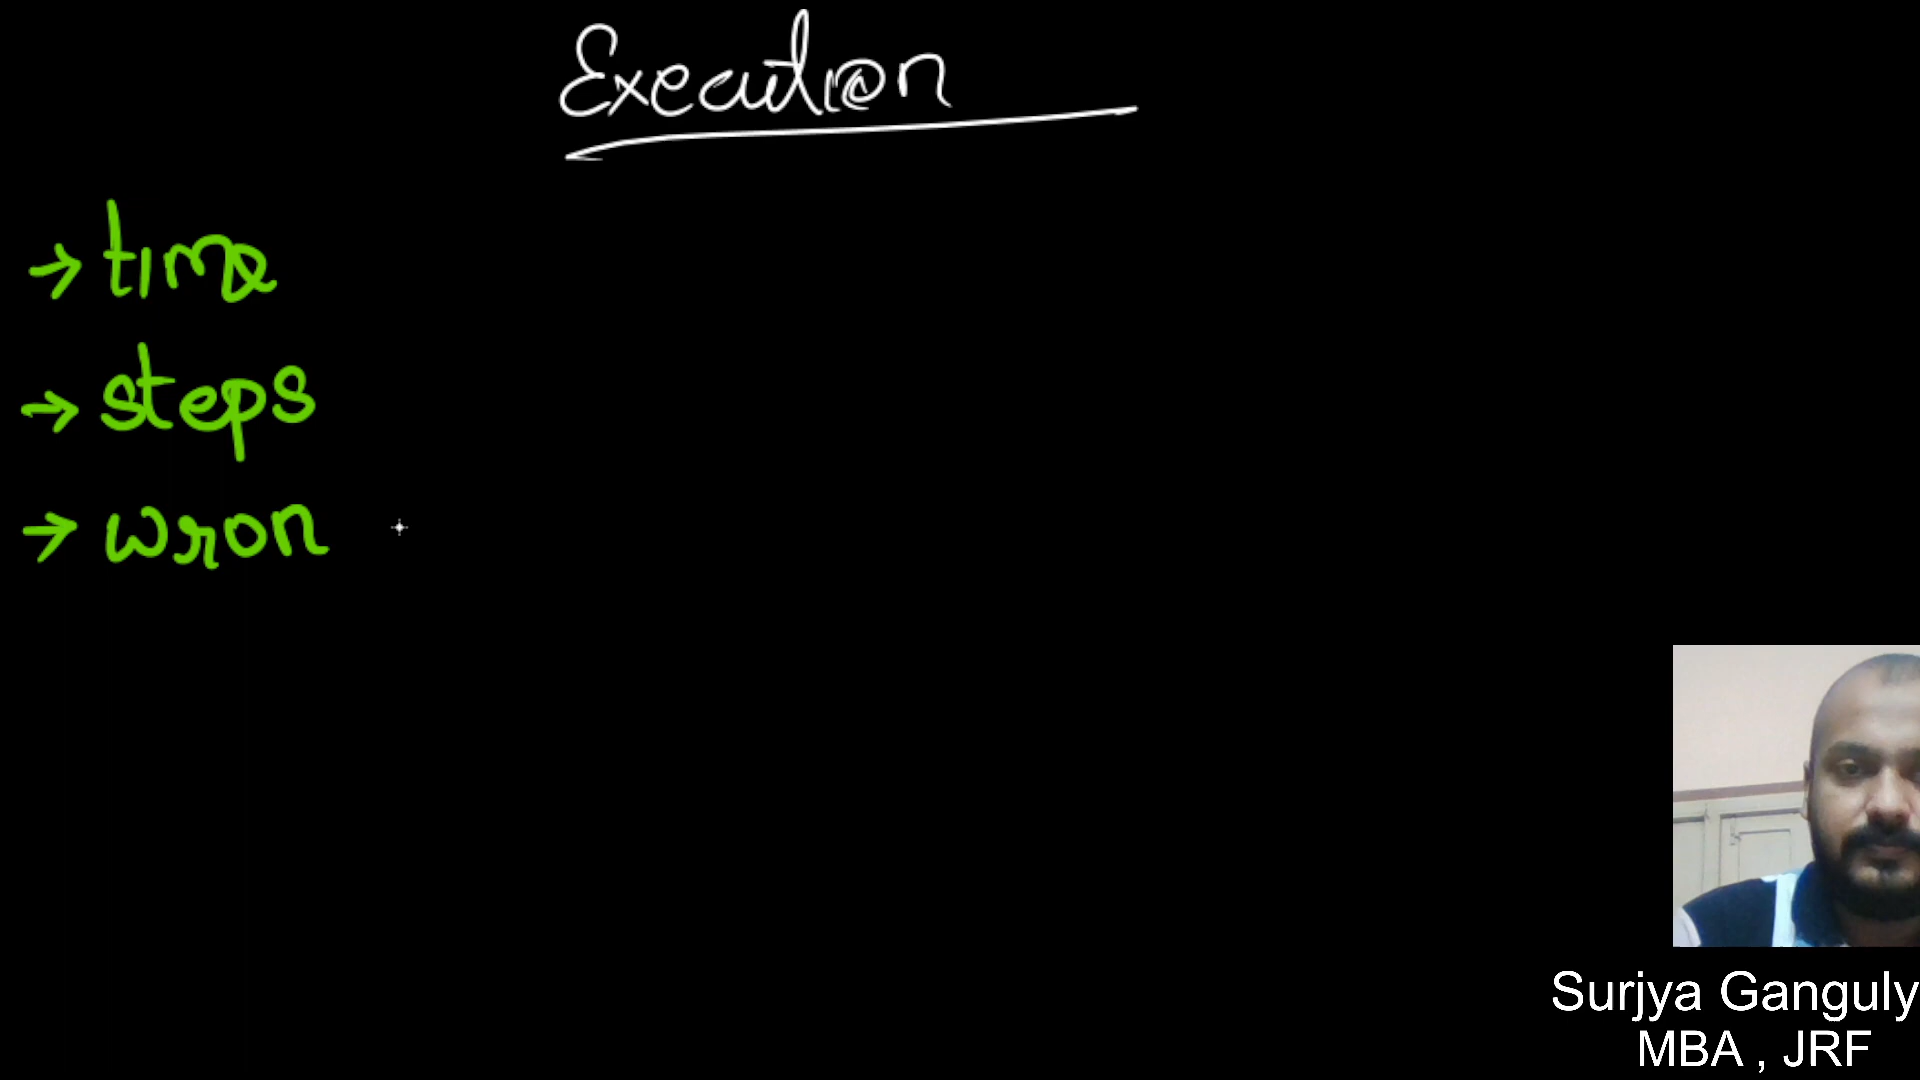 Execution
→ time
→ steps
→ wron
Surjya Ganguly
MBA , JRF